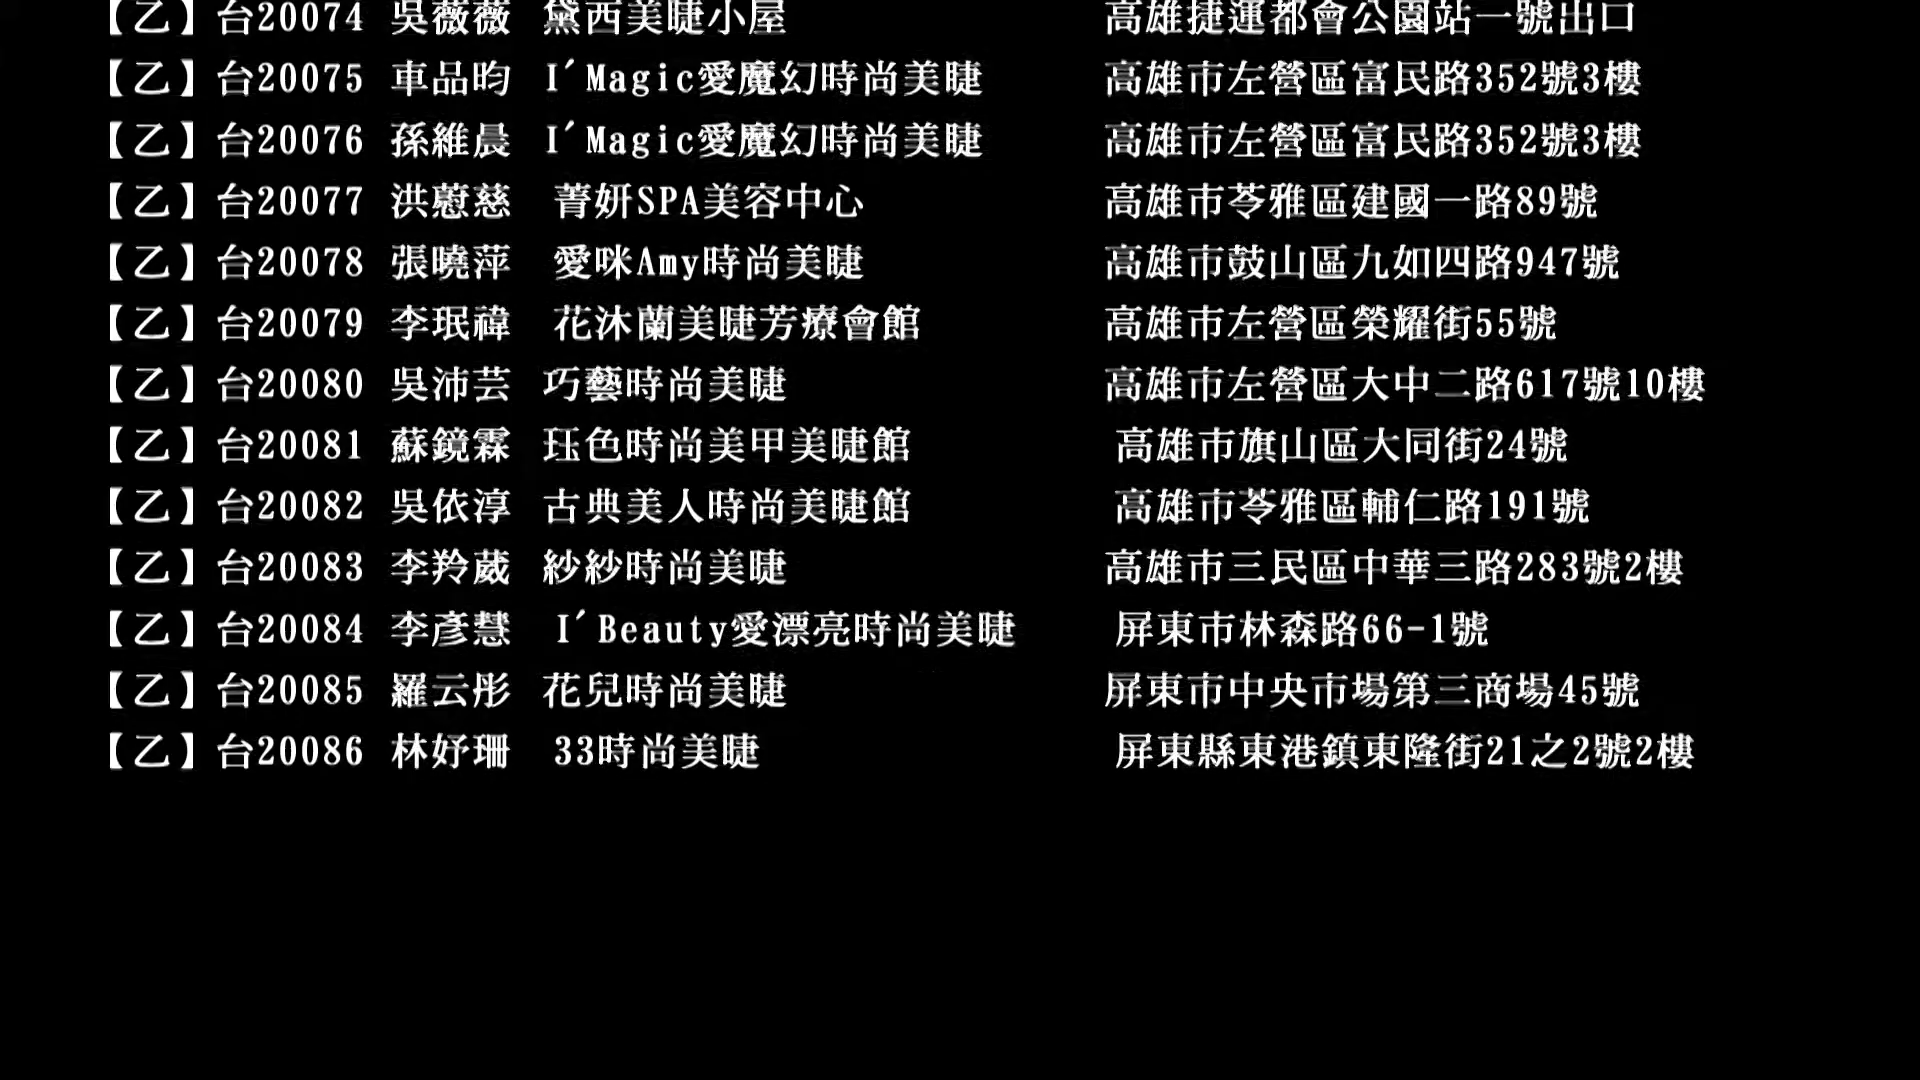 【乙】台20074 吳薇薇 黛西美睫小屋 高雄捷運都會公園站一號出口
【乙】台20075 車品昀 I´Magic愛魔幻時尚美睫 高雄市左營區富民路352號3樓
【乙】台20076 孫維晨 I´Magic愛魔幻時尚美睫 高雄市左營區富民路352號3樓
【乙】台20077 洪藯慈 菁妍SPA美容中心 高雄市苓雅區建國一路89號
【乙】台20078 張曉萍 愛咪Amy時尚美睫 高雄市鼓山區九如四路947號
【乙】台20079 李珉禕 花沐蘭美睫芳療會館 高雄市左營區榮耀街55號
【乙】台20080 吳沛芸 巧藝時尚美睫 高雄市左營區大中二路617號10樓
【乙】台20081 蘇鏡霖 珏色時尚美甲美睫館 高雄市旗山區大同街24號
【乙】台20082 吳依淳 古典美人時尚美睫館 高雄市苓雅區輔仁路191號
【乙】台20083 李羚葳 紗紗時尚美睫 高雄市三民區中華三路283號2樓
【乙】台20084 李彥慧 I´Beauty愛漂亮時尚美睫 屏東市林森路66-1號
【乙】台20085 羅云彤 花兒時尚美睫 屏東市中央市場第三商場45號
【乙】台20086 林妤珊 33時尚美睫 屏東縣東港鎮東隆街21之2號2樓